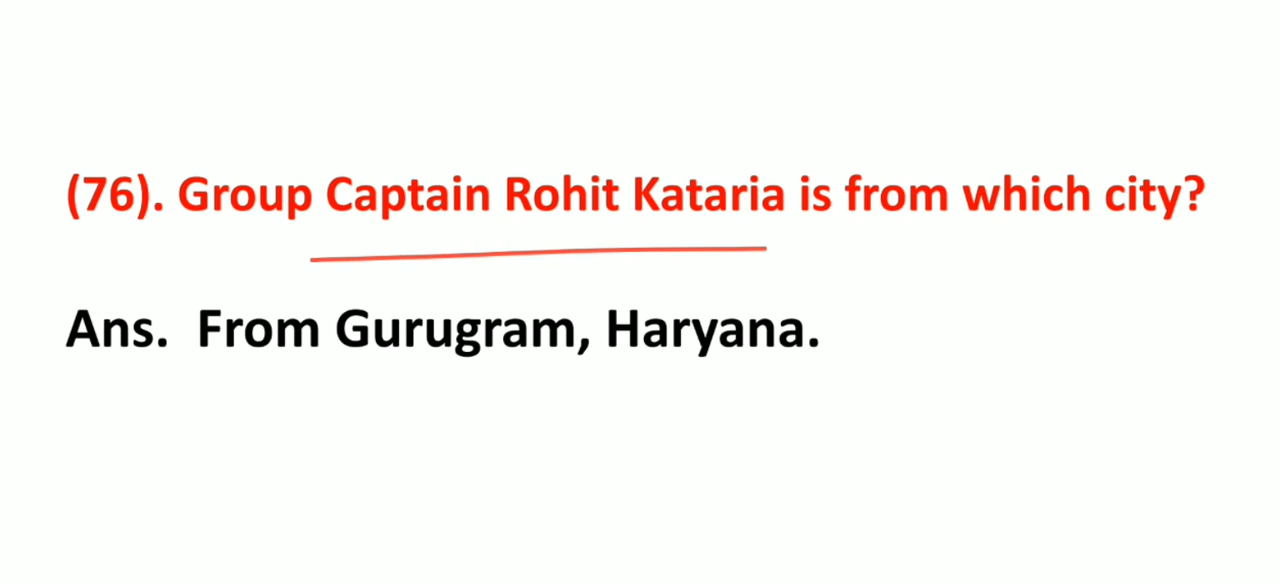 (76). Group Captain Rohit Kataria is from which city?
Ans. From Gurugram, Haryana.